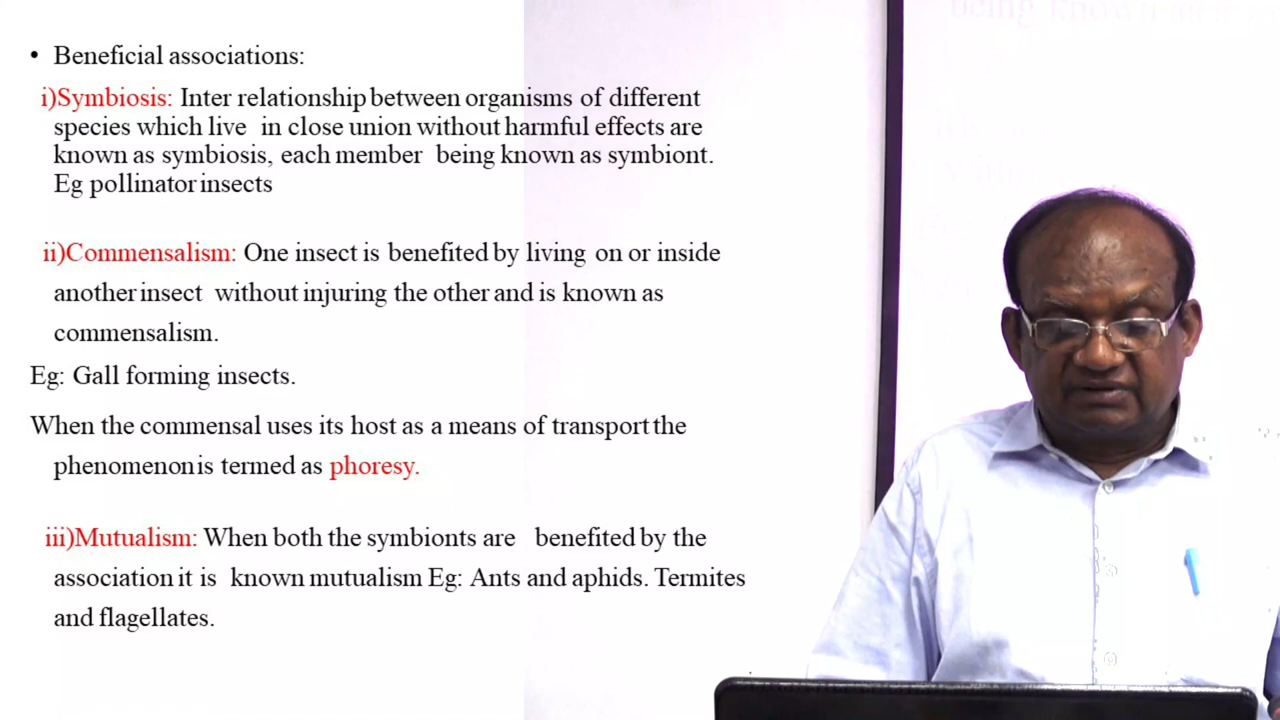 • Beneficial associations:
i)Symbiosis: Inter relationship between organisms of different
species which live in close union without harmful effects are
known as symbiosis, each member being known as symbiont.
Eg pollinator insects
ii)Commensalism: One insect is benefited by living on or inside
another insect without injuring the other and is known as
commensalism.
Eg: Gall forming insects.
When the commensal uses its host as a means of transport the
phenomenon is termed as phoresy.
iii)Mutualism: When both the symbionts are benefited by the
association it is known mutualism Eg: Ants and aphids. Termites
and flagellates.
being known